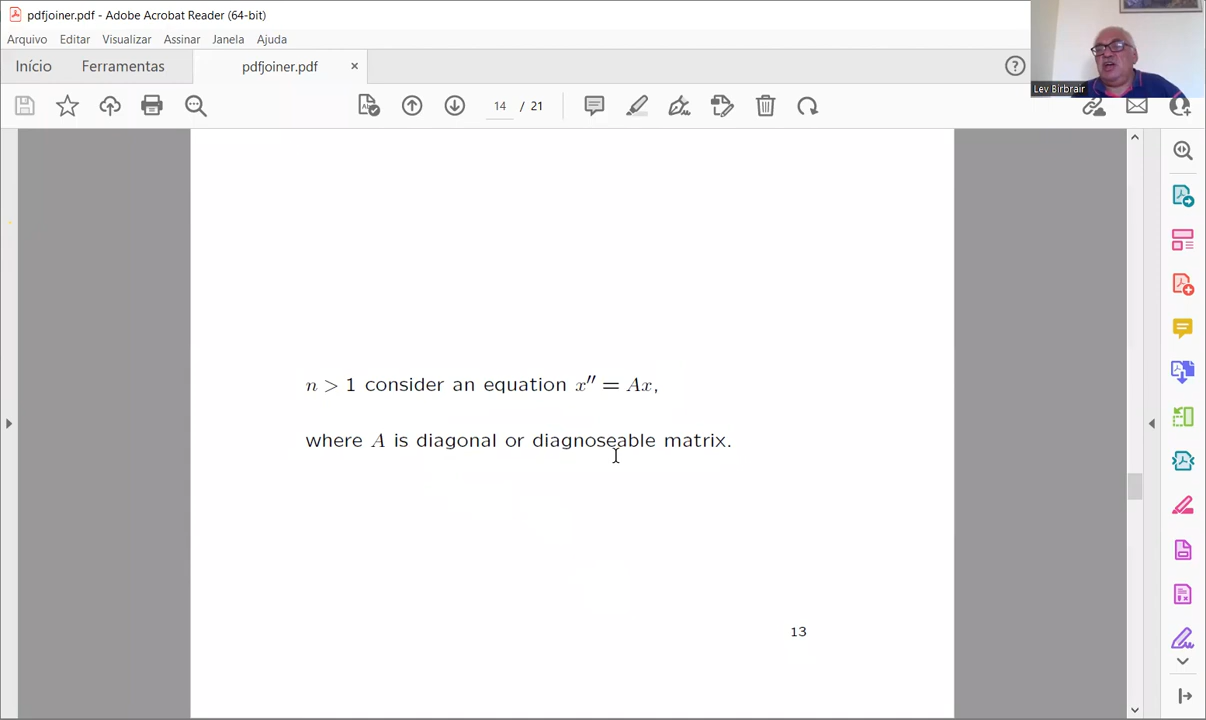 pdfjoiner.pdf - Adobe Acrobat Reader (64-bit)
Arquivo Editar Visualizar Assinar Janela Ajuda
Início Ferramentas pdfjoiner.pdf ×
14 / 21
Lev Birbrair
n > 1 consider an equation x″ = Ax,
where A is diagonal or diagnoseable matrix.
13